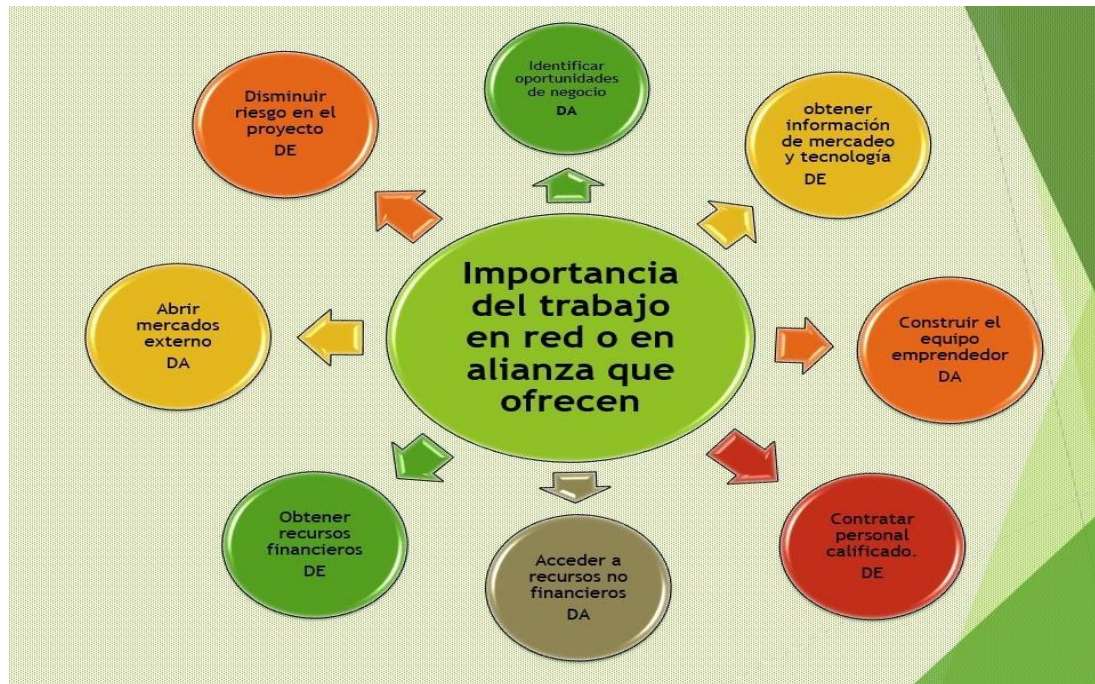 Importancia
del trabajo
en red o en
alianza que
ofrecen
Identificar
oportunidades
de negocio
DA
obtener
información
de mercadeo
y tecnología
DE
Construir el
equipo
emprendedor
DA
Contratar
personal
calificado.
DE
Acceder a
recursos no
financieros
DA
Obtener
recursos
financieros
DE
Abrir
mercados
externo
DA
Disminuir
riesgo en el
proyecto
DE